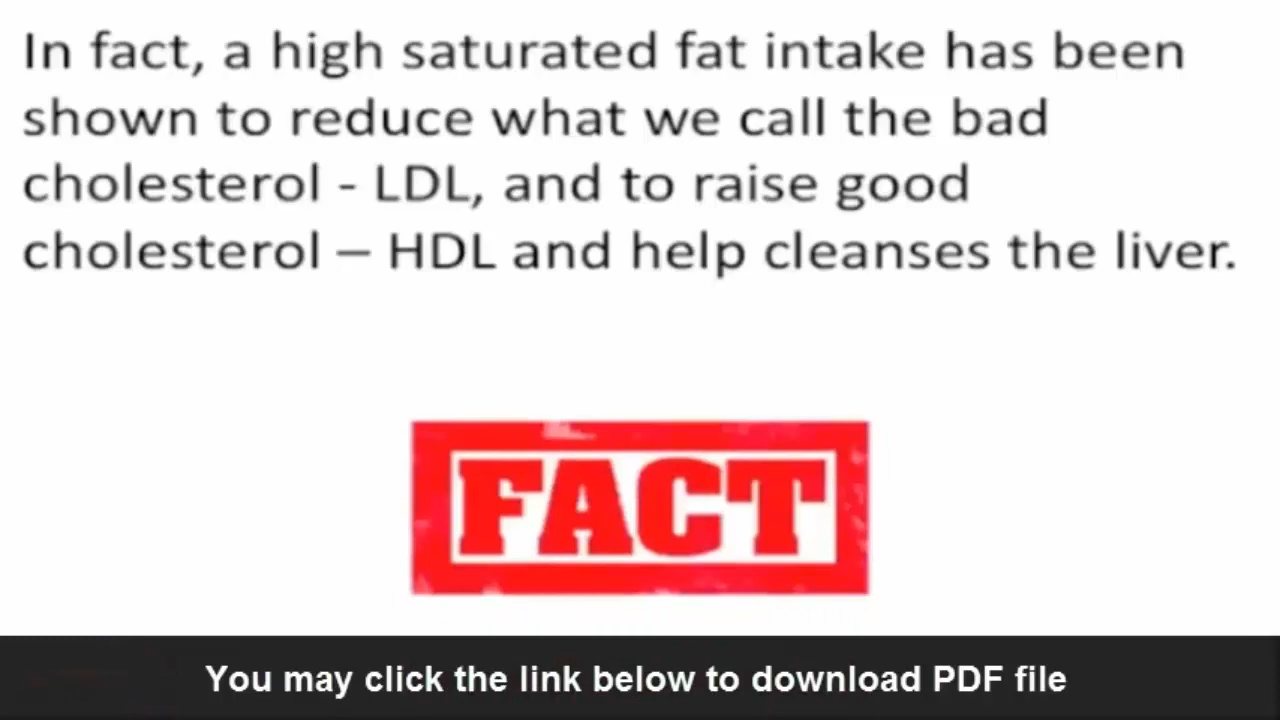 In fact, a high saturated fat intake has been
shown to reduce what we call the bad
cholesterol - LDL, and to raise good
cholesterol – HDL and help cleanses the liver.
FACT
You may click the link below to download PDF file